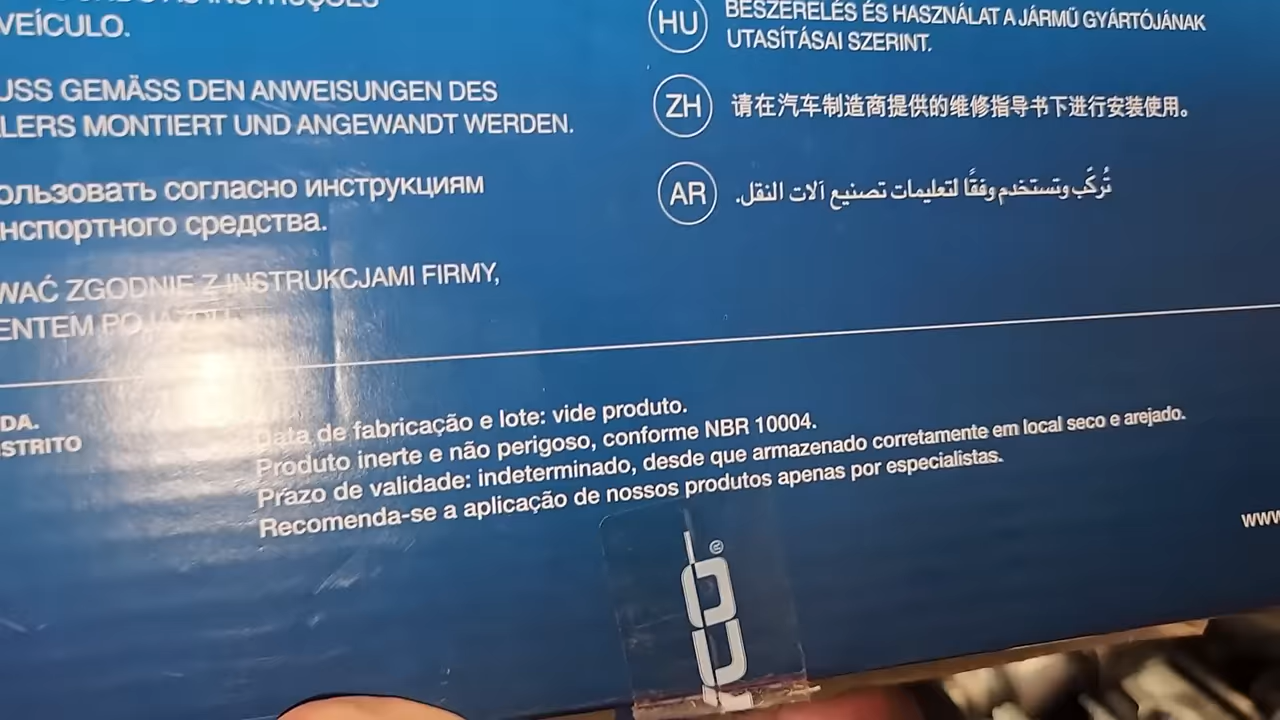 INSTRUÇÕES
VEÍCULO.
GEMÄSS DEN ANWEISUNGEN DES
LERS MONTIERT UND ANGEWANDT WERDEN.
ользовать согласно инструкциям
нспортного средства.
WAĆ ZGODNIE Z INSTRUKCJAMI FIRMY,
ENTEM POJAZDU.
HU
BESZERELÉS ÉS HASZNÁLAT A JÁRMŰ GYÁRTÓJÁNAK
UTASÍTÁSAI SZERINT.
ZH
请在汽车制造商提供的维修指导书下进行安装使用。
AR
تُركَّب وتستخدم وفقًا لتعليمات تصنيع آلات النقل.
DA.
STRITO
Data de fabricação e lote: vide produto.
Produto inerte e não perigoso, conforme NBR 10004.
Prazo de validade: indeterminado, desde que armazenado corretamente em local seco e arejado.
Recomenda-se a aplicação de nossos produtos apenas por especialistas.
www